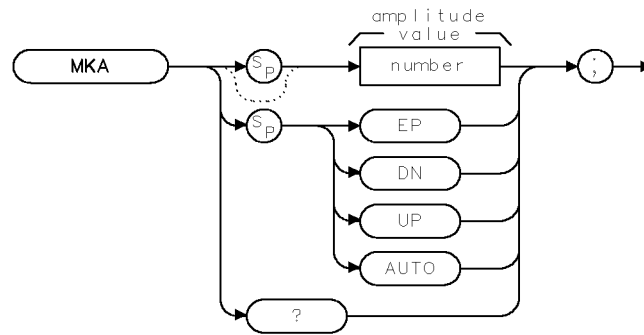 amplitude
value
MKA
SP
number
;
SP
EP
DN
UP
AUTO
?